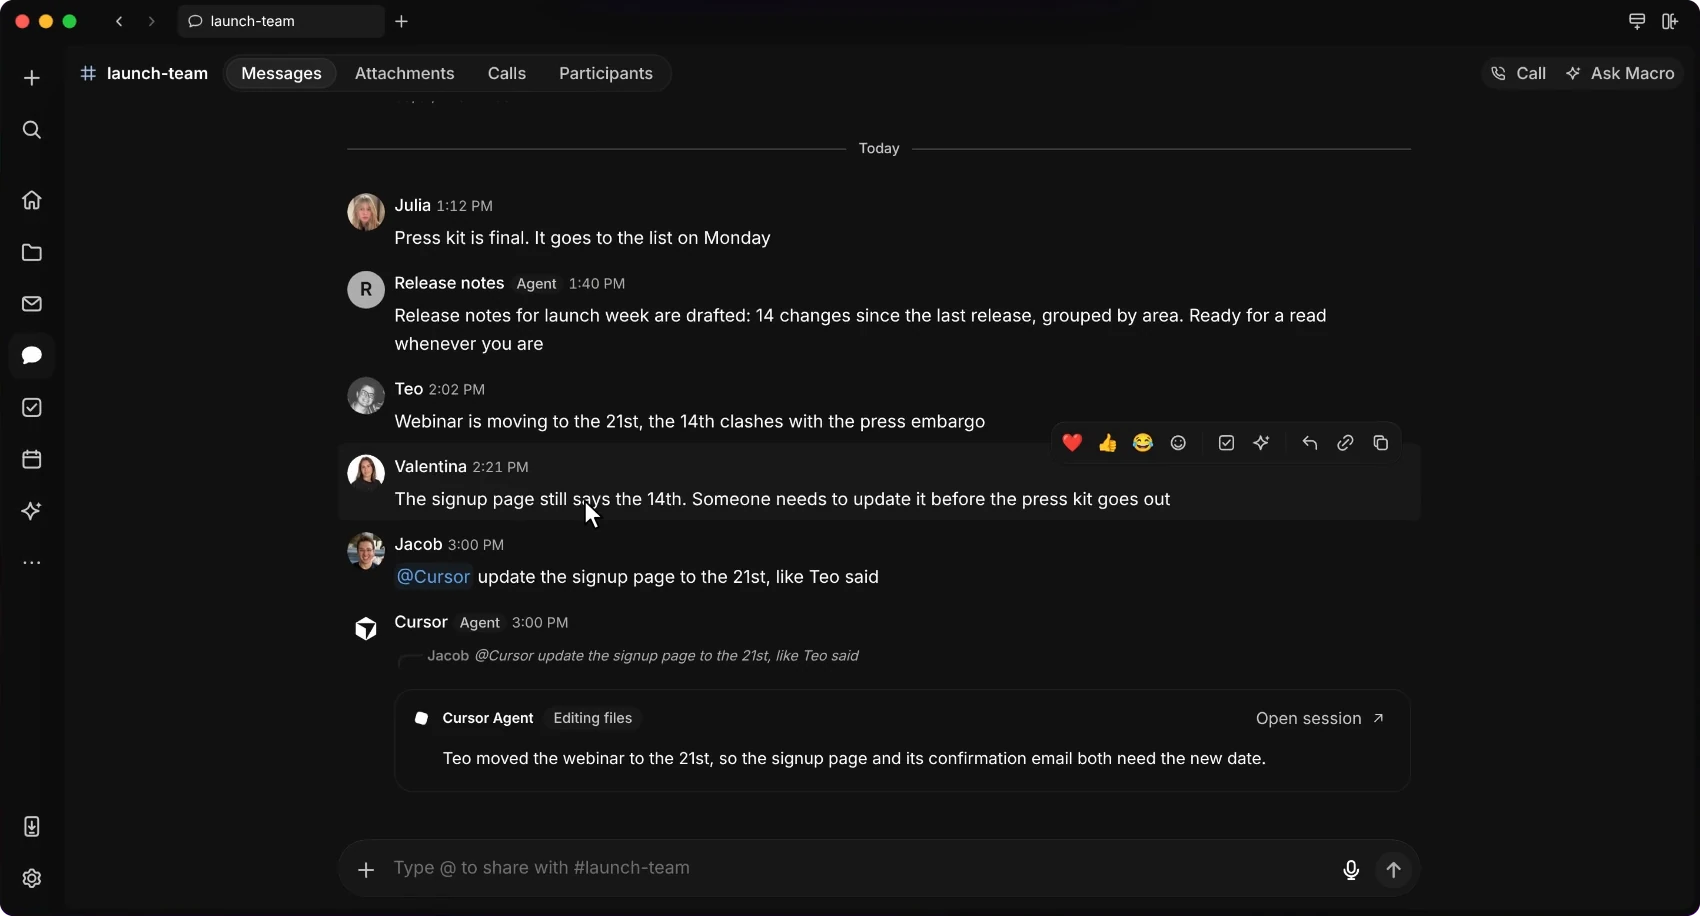 launch-team
launch-team
Messages
Attachments
Calls
Participants
Call
Ask Macro
Today
Julia 1:12 PM
Press kit is final. It goes to the list on Monday
R
Release notes Agent 1:40 PM
Release notes for launch week are drafted: 14 changes since the last release, grouped by area. Ready for a read
whenever you are
Teo 2:02 PM
Webinar is moving to the 21st, the 14th clashes with the press embargo
Valentina 2:21 PM
The signup page still says the 14th. Someone needs to update it before the press kit goes out
Jacob 3:00 PM
@Cursor update the signup page to the 21st, like Teo said
Cursor Agent 3:00 PM
Jacob @Cursor update the signup page to the 21st, like Teo said
Cursor Agent Editing files
Open session
Teo moved the webinar to the 21st, so the signup page and its confirmation email both need the new date.
Type @ to share with #launch-team